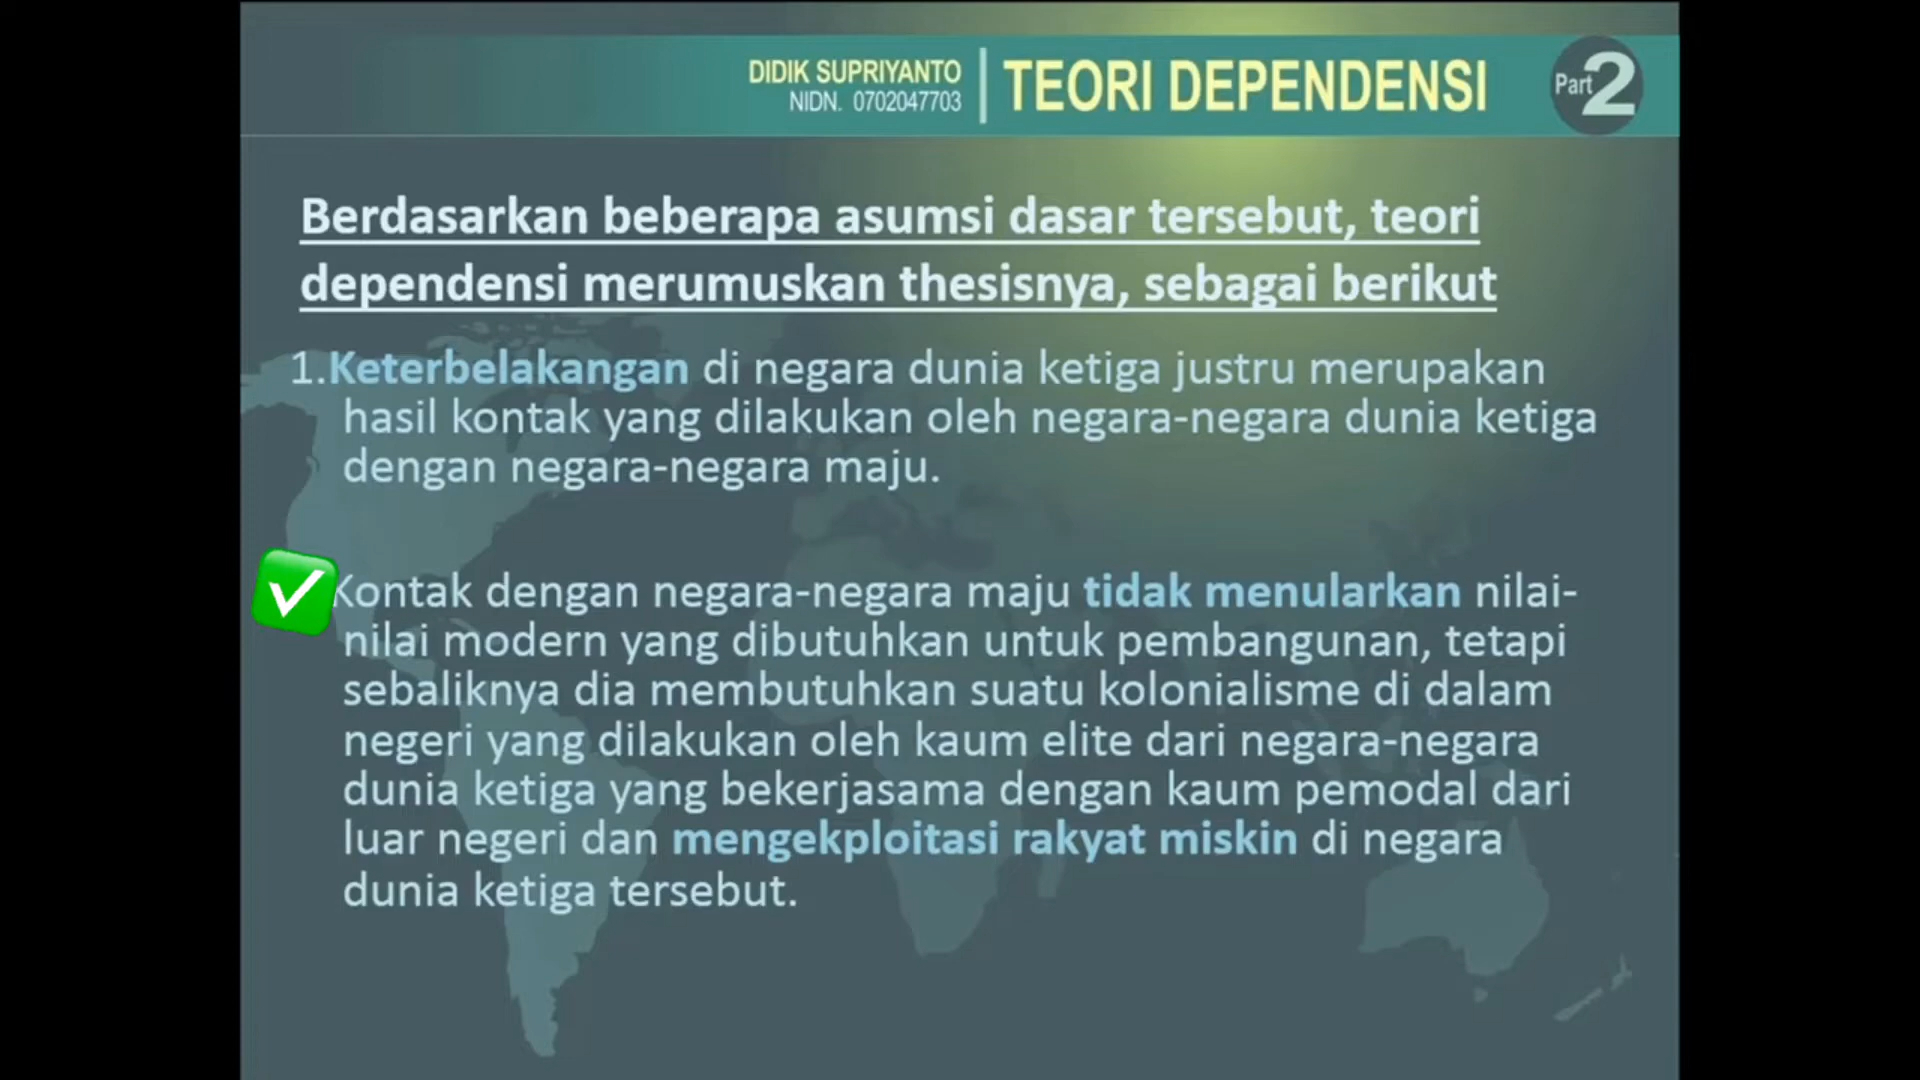 DIDIK SUPRIYANTO
NIDN. 0702047703
TEORI DEPENDENSI
Part 2
Berdasarkan beberapa asumsi dasar tersebut, teori
dependensi merumuskan thesisnya, sebagai berikut
1.Keterbelakangan di negara dunia ketiga justru merupakan
hasil kontak yang dilakukan oleh negara-negara dunia ketiga
dengan negara-negara maju.
Kontak dengan negara-negara maju tidak menularkan nilai-
nilai modern yang dibutuhkan untuk pembangunan, tetapi
sebaliknya dia membutuhkan suatu kolonialisme di dalam
negeri yang dilakukan oleh kaum elite dari negara-negara
dunia ketiga yang bekerjasama dengan kaum pemodal dari
luar negeri dan mengekploitasi rakyat miskin di negara
dunia ketiga tersebut.